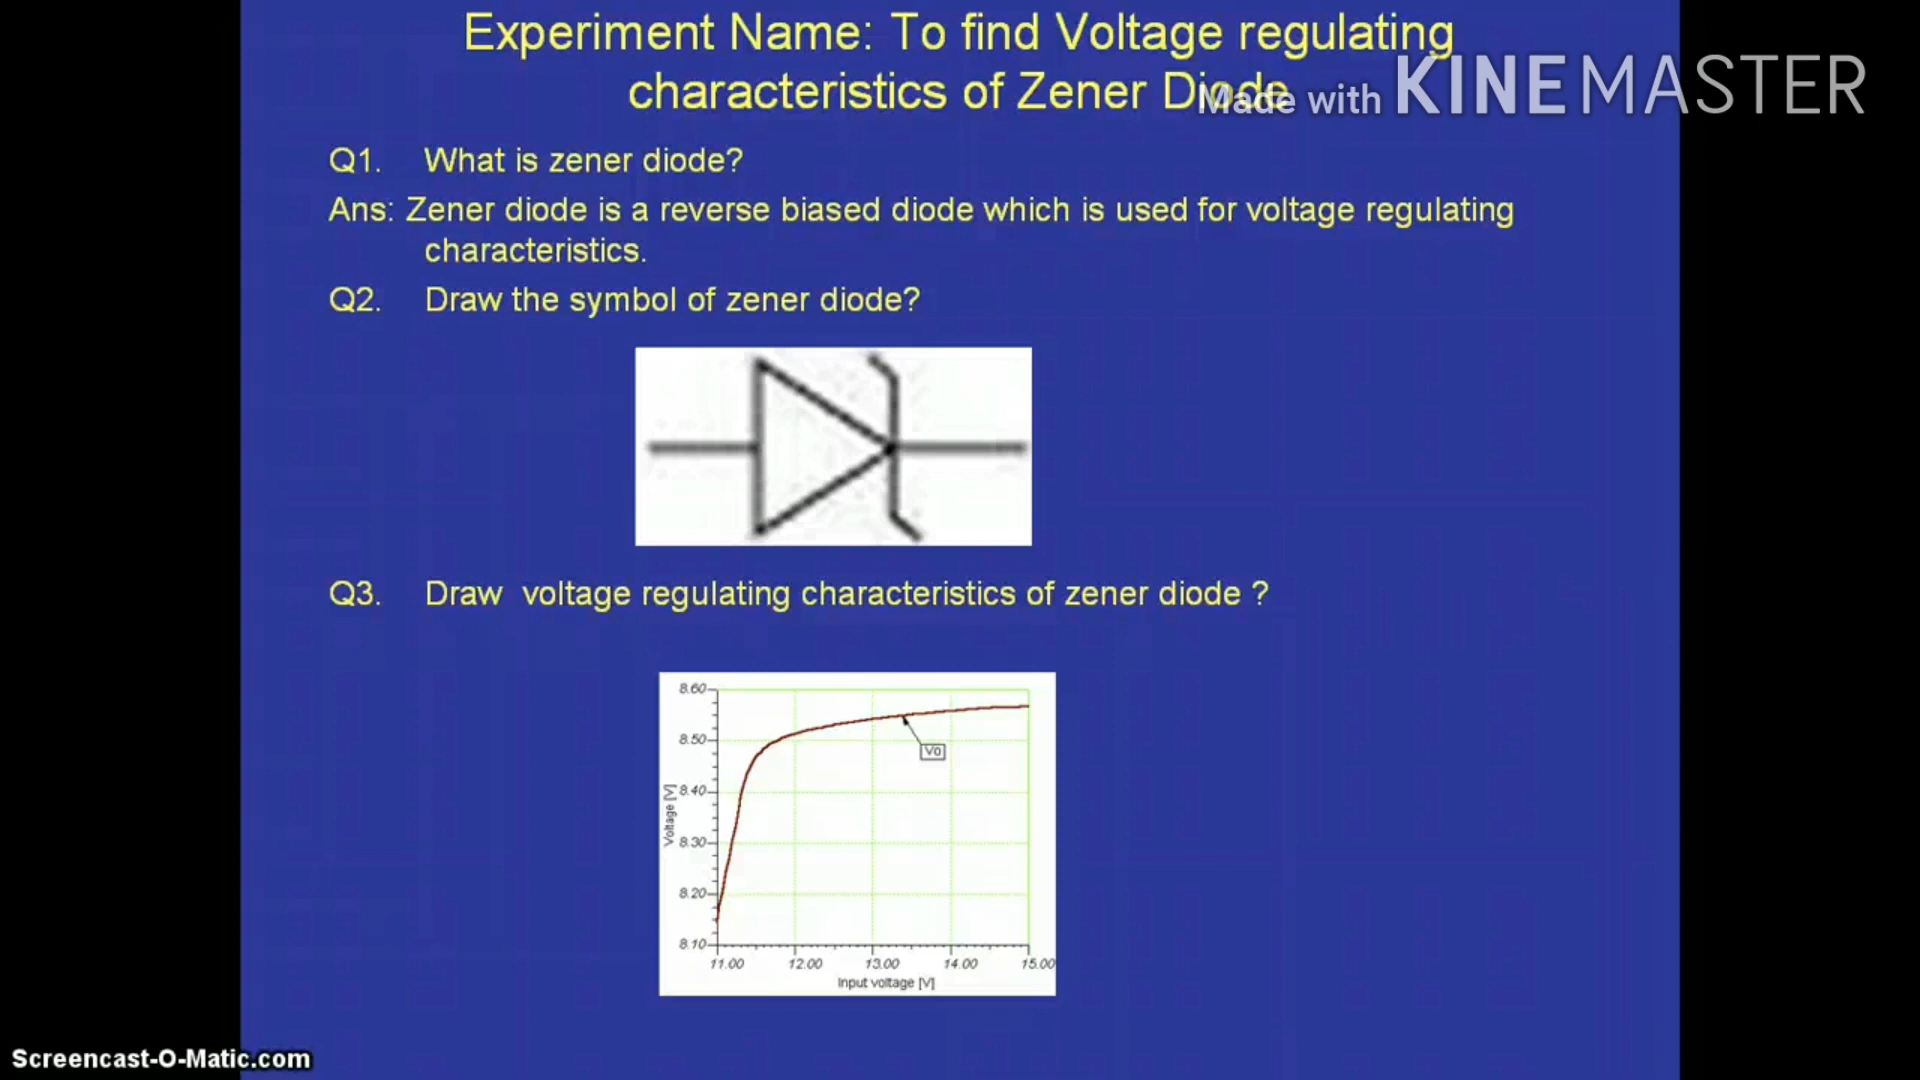 Experiment Name: To find Voltage regulating
characteristics of Zener Diode
Made with KINEMASTER
Q1. What is zener diode?
Ans: Zener diode is a reverse biased diode which is used for voltage regulating
characteristics.
Q2. Draw the symbol of zener diode?
Q3. Draw voltage regulating characteristics of zener diode ?
8.60
8.50
8.40
8.30
8.20
8.10
Voltage [V]
Vo
11.00 12.00 13.00 14.00 15.00
Input voltage [V]
Screencast-O-Matic.com